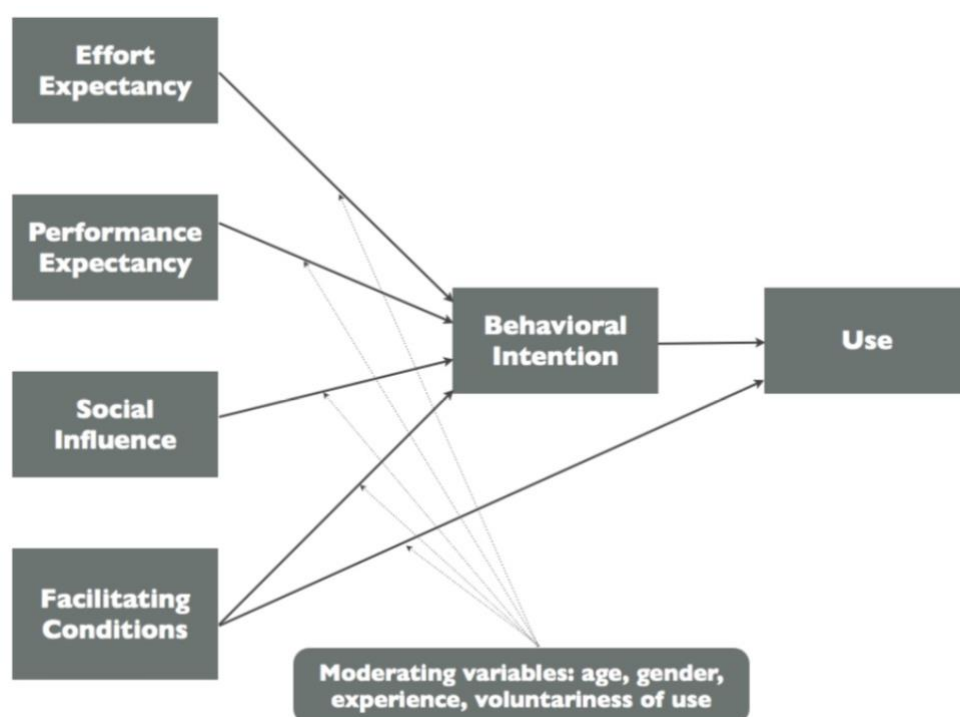 Effort
Expectancy
Performance
Expectancy
Social
Influence
Facilitating
Conditions
Behavioral
Intention
Use
Moderating variables: age, gender,
experience, voluntariness of use